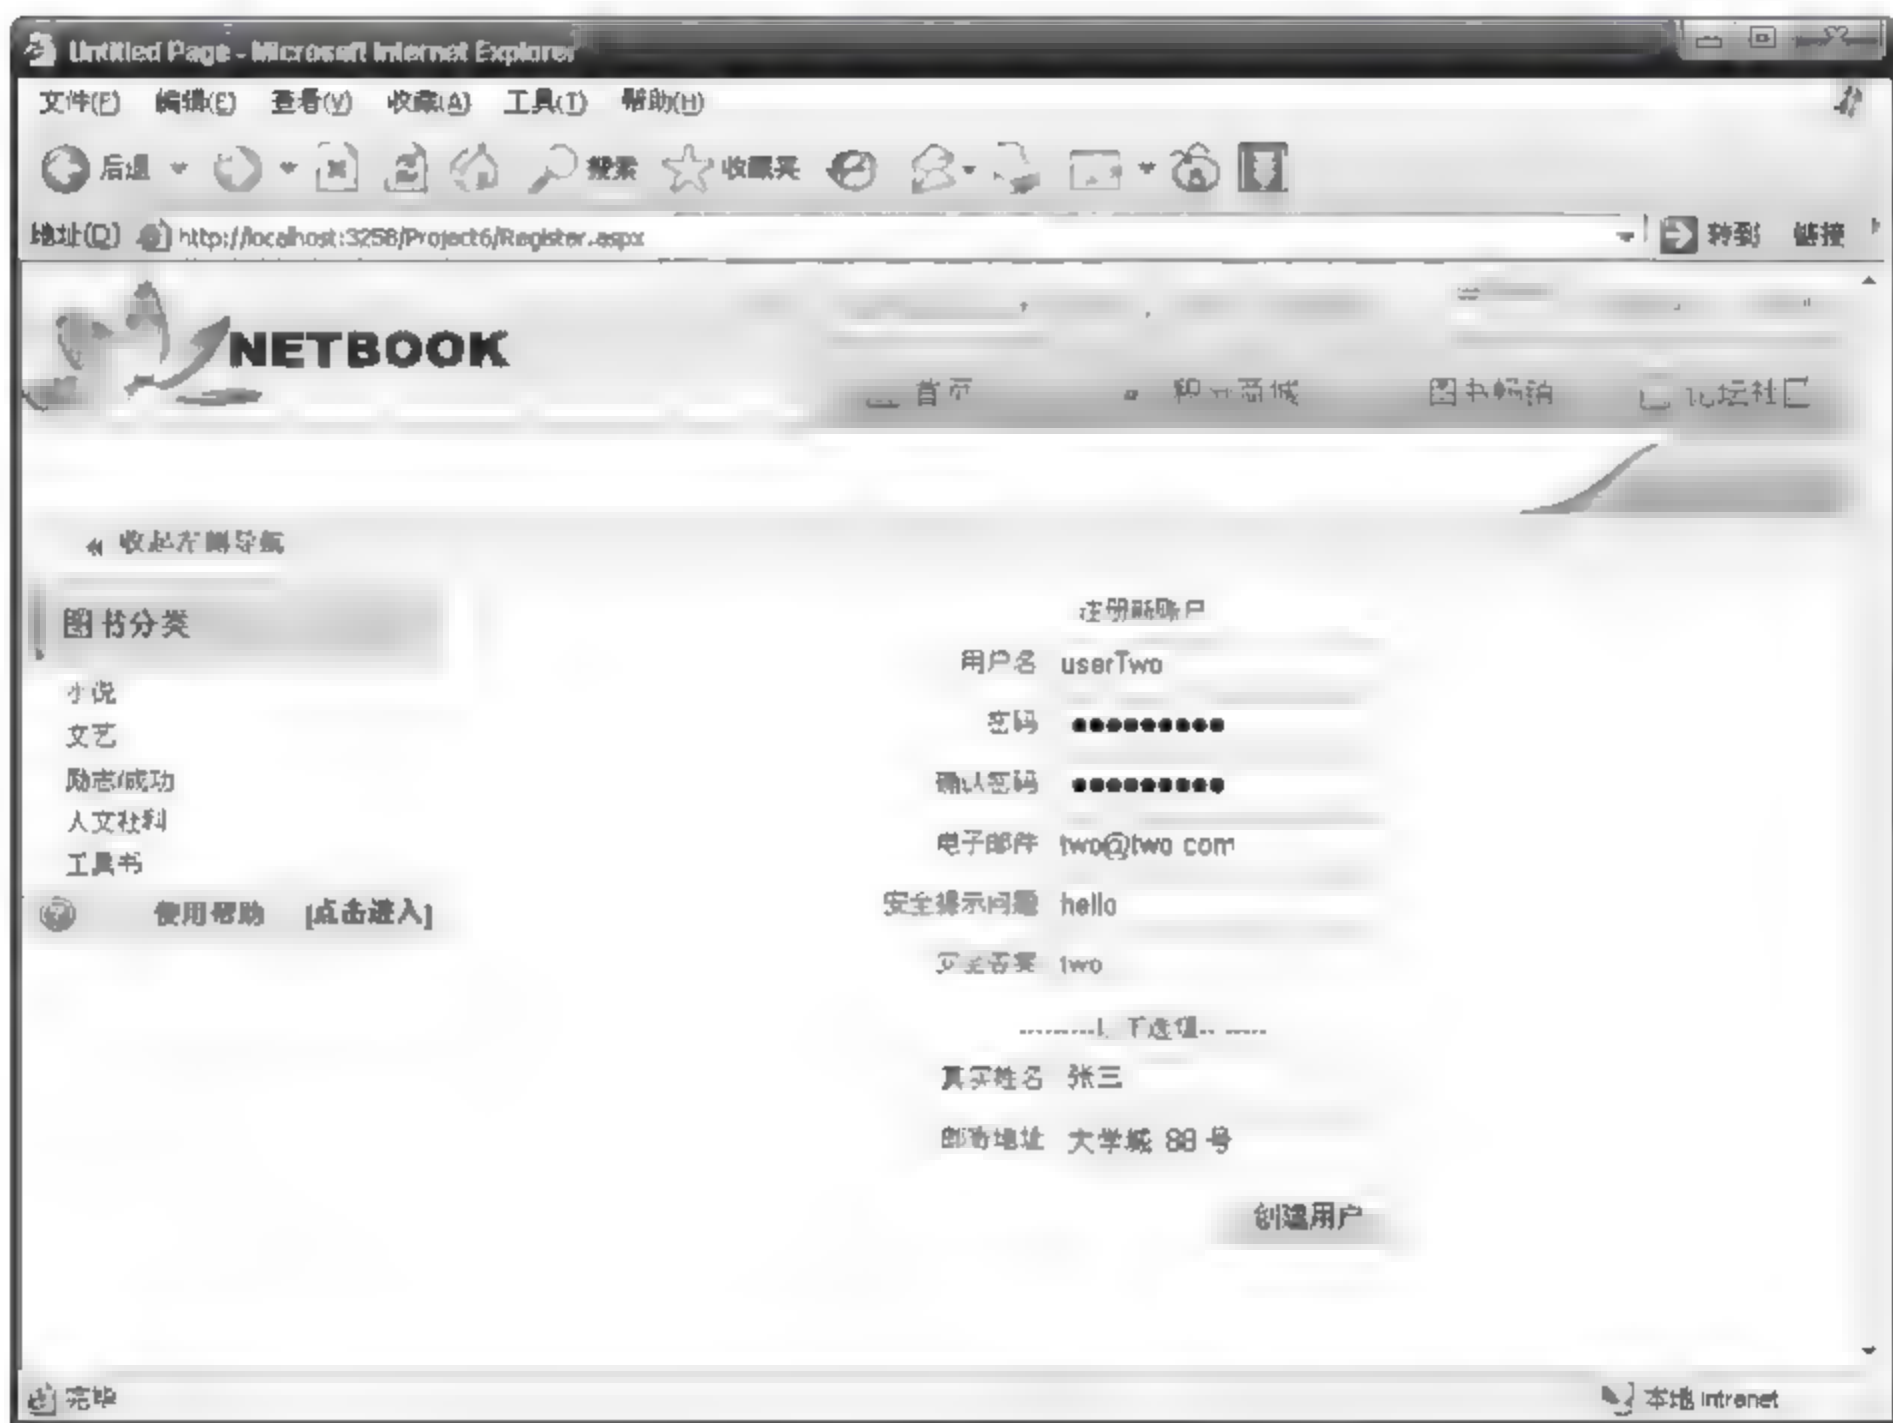 Untitled Page - Microsoft Internet Explorer
文件(F) 编辑(E) 查看(V) 收藏(A) 工具(T) 帮助(H)
后退 搜索 收藏夹
地址(D) http://localhost:3258/Project6/Register.aspx 转到 链接
NETBOOK
首页 积分商城 图书畅销 论坛社区
收起左侧导航
图书分类
小说
文艺
励志/成功
人文社科
工具书
使用帮助 [点击进入]
注册新账户
用户名 userTwo
密码 ●●●●●●●●●
确认密码 ●●●●●●●●●
电子邮件 two@two.com
安全提示问题 hello
安全答案 two
下选填
真实姓名 张三
邮寄地址 大学城 88 号
创建用户
完毕 本地 Intranet